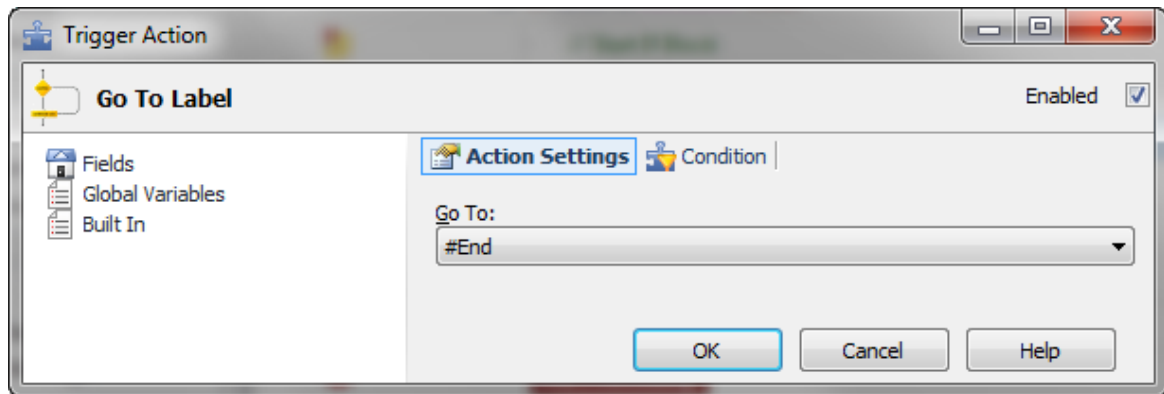 Trigger Action
Go To Label
Enabled
Fields
Global Variables
Built In
Action Settings
Condition
Go To:
#End
OK
Cancel
Help